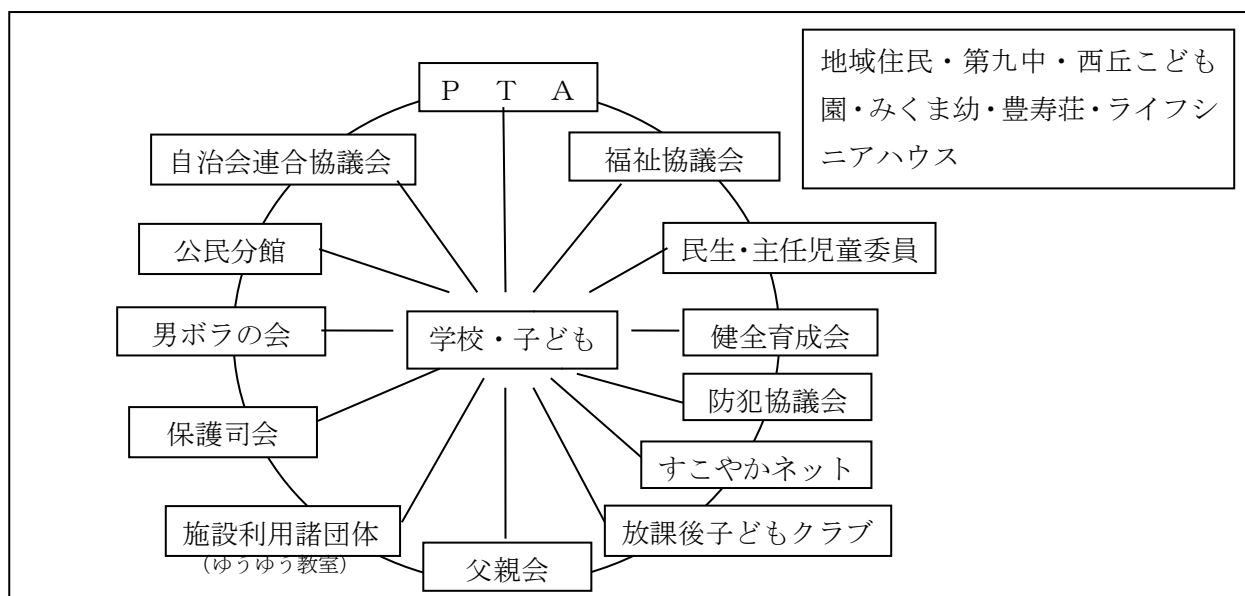 地域住民・第九中・西丘こども
園・みくま幼・豊寿荘・ライフシ
ニアハウス
Ｐ　Ｔ　Ａ
自治会連合協議会
福祉協議会
公民分館
民生・主任児童委員
男ボラの会
学校・子ども
健全育成会
防犯協議会
保護司会
すこやかネット
施設利用諸団体
（ゆうゆう教室）
放課後子どもクラブ
父親会